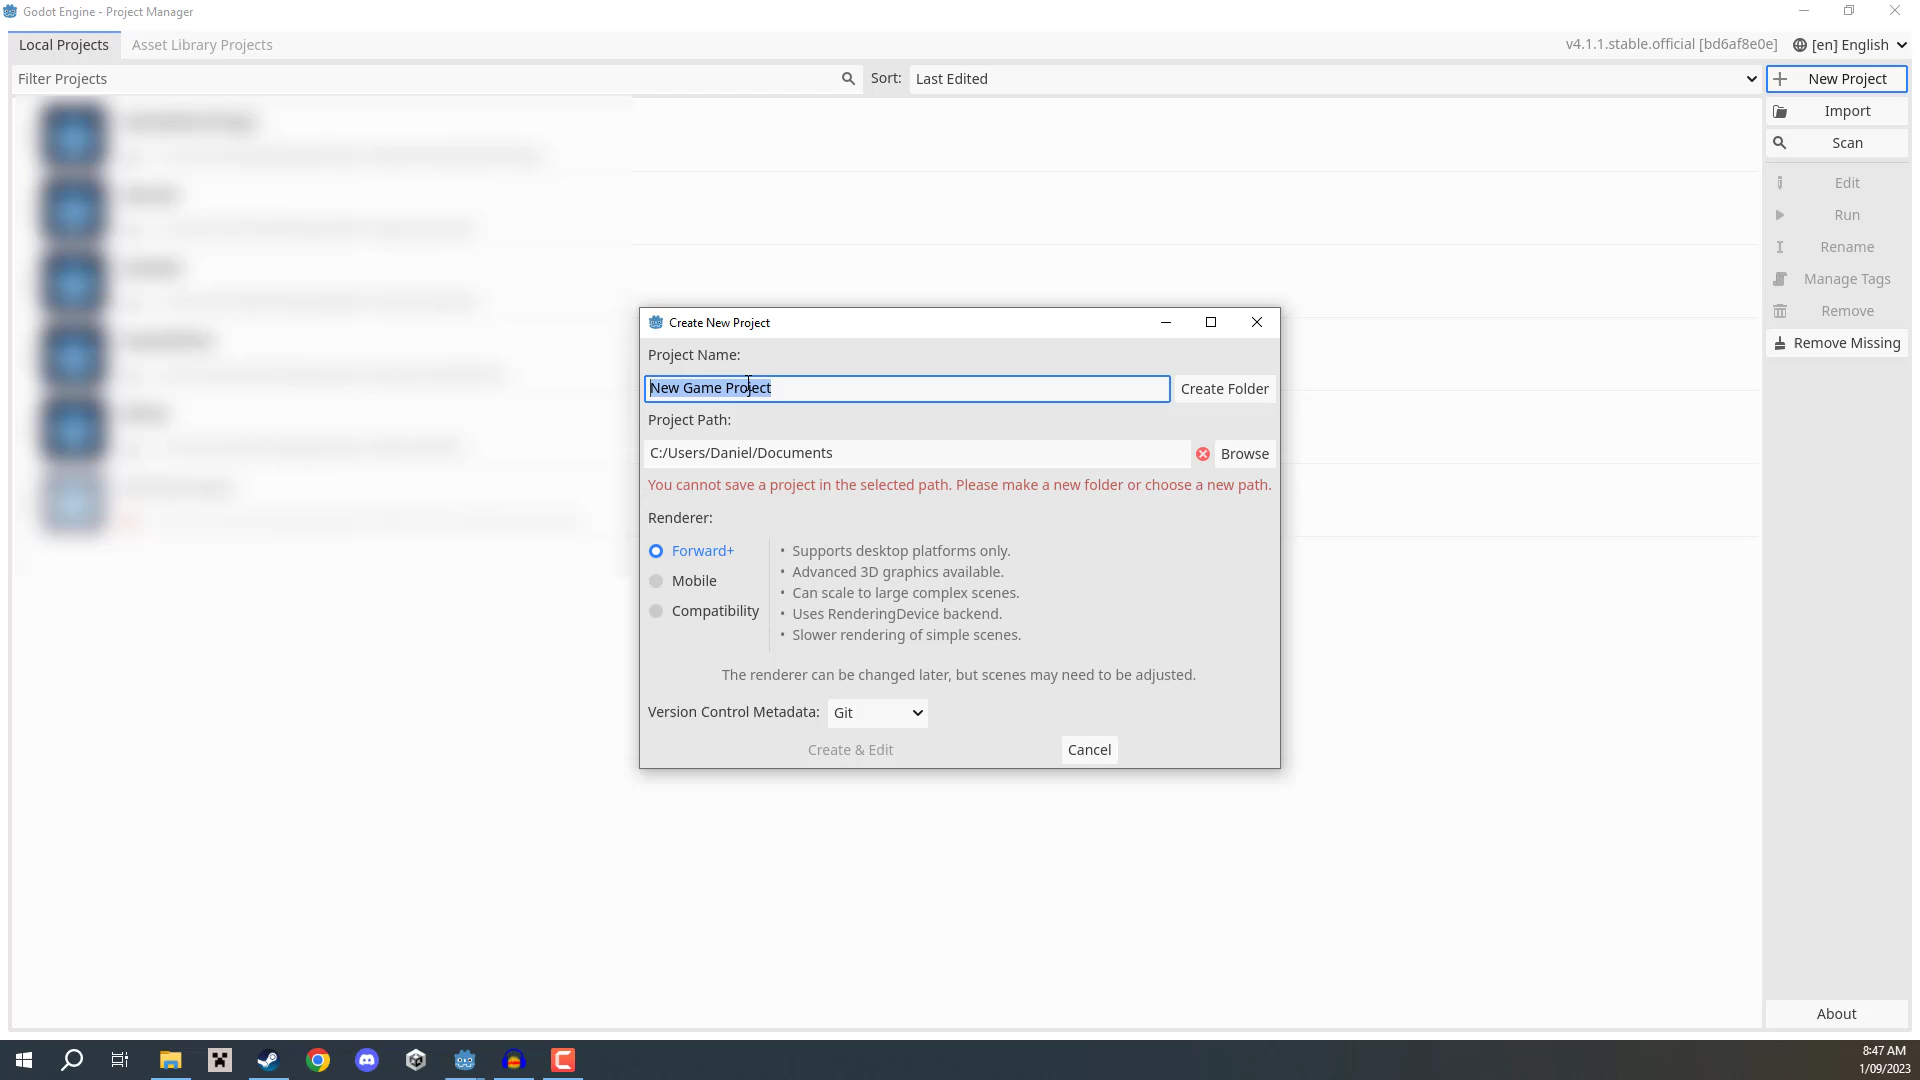 Godot Engine - Project Manager
Local Projects
Asset Library Projects
v4.1.1.stable.official [bd6af8e0e]
[en] English
Filter Projects
Sort:
Last Edited
New Project
Import
Scan
Edit
Run
Rename
Manage Tags
Remove
Remove Missing
Create New Project
Project Name:
New Game Project
Create Folder
Project Path:
C:/Users/Daniel/Documents
Browse
You cannot save a project in the selected path. Please make a new folder or choose a new path.
Renderer:
Forward+
Mobile
Compatibility
• Supports desktop platforms only.
• Advanced 3D graphics available.
• Can scale to large complex scenes.
• Uses RenderingDevice backend.
• Slower rendering of simple scenes.
The renderer can be changed later, but scenes may need to be adjusted.
Version Control Metadata:
Git
Create & Edit
Cancel
About
8:47 AM
1/09/2023